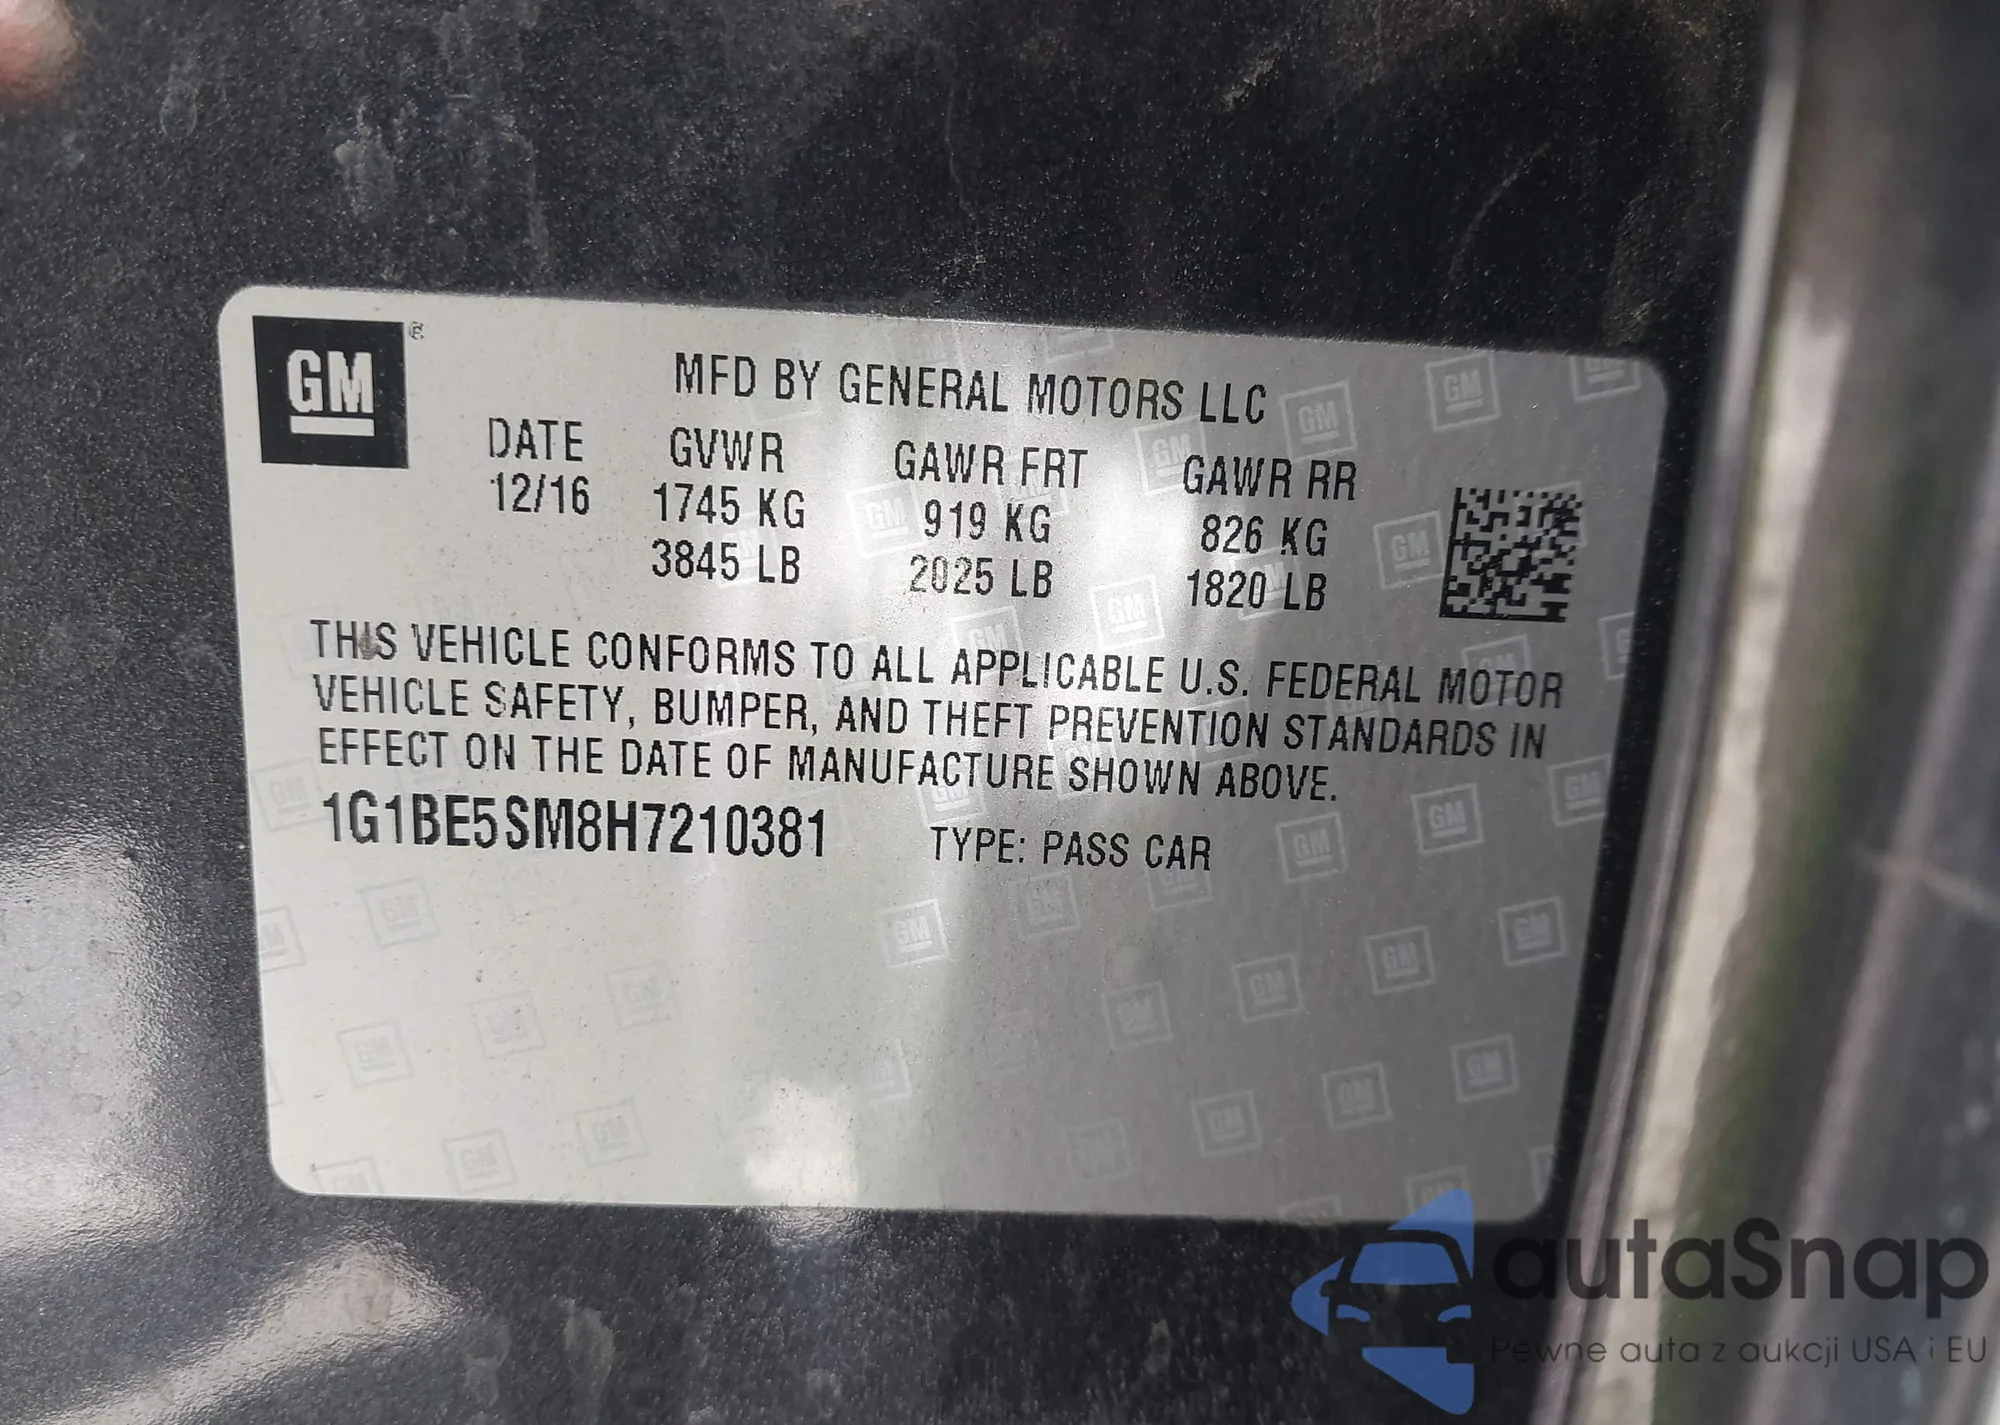 GM ®
MFD BY GENERAL MOTORS LLC
DATE GVWR GAWR FRT GAWR RR
12/16 1745 KG 919 KG 826 KG
3845 LB 2025 LB 1820 LB
THIS VEHICLE CONFORMS TO ALL APPLICABLE U.S. FEDERAL MOTOR
VEHICLE SAFETY, BUMPER, AND THEFT PREVENTION STANDARDS IN
EFFECT ON THE DATE OF MANUFACTURE SHOWN ABOVE.
1G1BE5SM8H7210381 TYPE: PASS CAR
autaSnap
Pewne auta z aukcji USA i EU